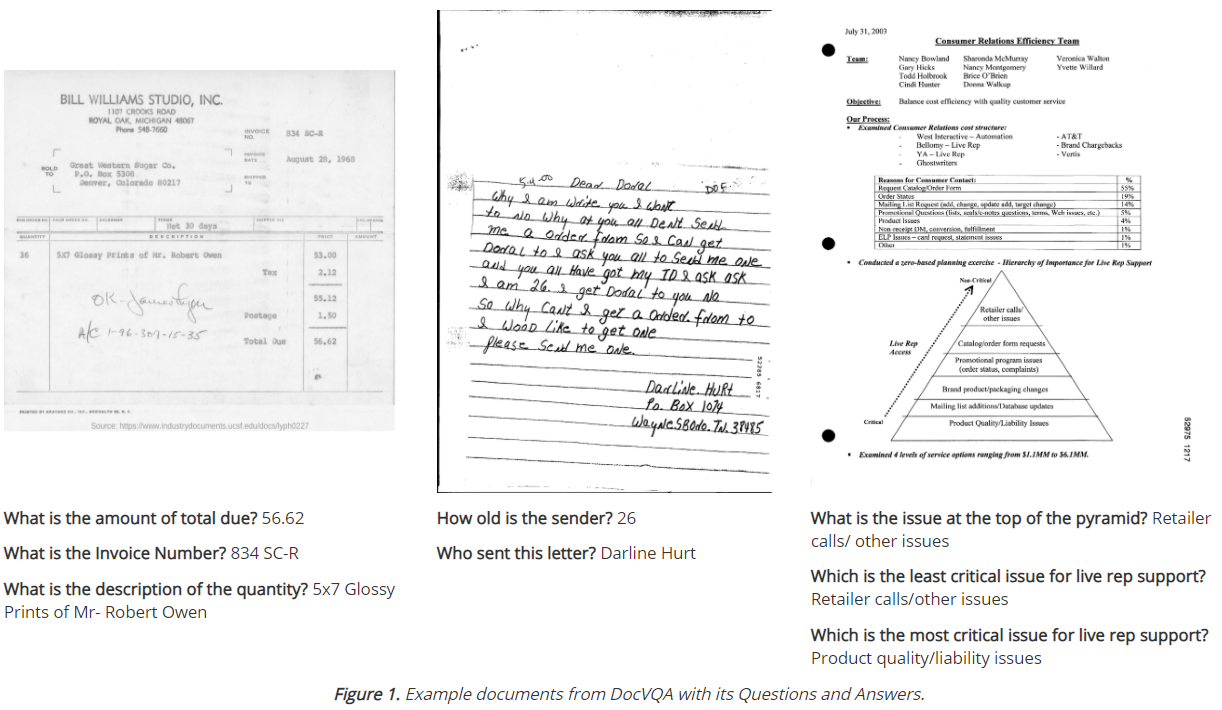 BILL WILLIAMS STUDIO, INC.
1107 CROOKS ROAD
ROYAL OAK, MICHIGAN 48067
Phone 548-7660
INVOICE NO. 834 SC-R
INVOICE DATE August 28, 1968
SOLD TO
Great Western Sugar Co.
P.O. Box 5308
Denver, Colorado 80217
SHIPPED TO
TERMS
Net 30 days
QUANTITY DESCRIPTION PRICE AMOUNT
36 5X7 Glossy Prints of Mr. Robert Owen 53.00
Tax 2.12
55.12
OK-
Postage 1.50
A/C 1-96-307-15-35
Total Due 56.62
Source: https://www.industrydocuments.ucsf.edu/docs/lyph0227
What is the amount of total due? 56.62
What is the Invoice Number? 834 SC-R
What is the description of the quantity? 5x7 Glossy
Prints of Mr- Robert Owen
Dear Doral
Why I am write you I Wont
to No Why at you all Dent Sent
me a order from So I Can get
Doral to I ask you all to Send me one
and you all Have got my ID I ask ask
I am 26. I get Doral to you No
So Why Cant I get a order from to
I Wood Like to get one
please Send me one.
Darline. Hurt
Po. Box 1074
WayneSBoro. TN. 38485
52285 6837
How old is the sender? 26
Who sent this letter? Darline Hurt
July 31, 2003
Consumer Relations Efficiency Team
Team: Nancy Bowland Sharonda McMurray Veronica Walton
Gary Hicks Nancy Montgomery Yvette Willard
Todd Holbrook Brice O'Brien
Cindi Hunter Donna Walkup
Objective: Balance cost efficiency with quality customer service
Our Process:
• Examined Consumer Relations cost structure:
- West Interactive – Automation - AT&T
- Bellomy – Live Rep - Brand Chargebacks
- YA – Live Rep - Vertis
- Ghostwriters
Reasons for Consumer Contact: %
Request Catalog/Order Form 55%
Order Status 19%
Mailing List Request (add, change, update add, target change) 14%
Promotional Questions (lists, seals/c-notes questions, terms, Web issues, etc.) 5%
Product Issues 4%
Non-receipt DM, conversion, fulfillment 1%
ELP Issues – card request, statement issues 1%
Other 1%
• Conducted a zero-based planning exercise - Hierarchy of Importance for Live Rep Support
Non-Critical
Retailer calls/
other issues
Live Rep
Access
Catalog/order form requests
Promotional program issues
(order status, complaints)
Brand product/packaging changes
Mailing list additions/Database updates
Critical
Product Quality/Liability Issues
• Examined 4 levels of service options ranging from $1.1MM to $6.1MM.
52975 1217
What is the issue at the top of the pyramid? Retailer
calls/ other issues
Which is the least critical issue for live rep support?
Retailer calls/other issues
Which is the most critical issue for live rep support?
Product quality/liability issues
Figure 1. Example documents from DocVQA with its Questions and Answers.